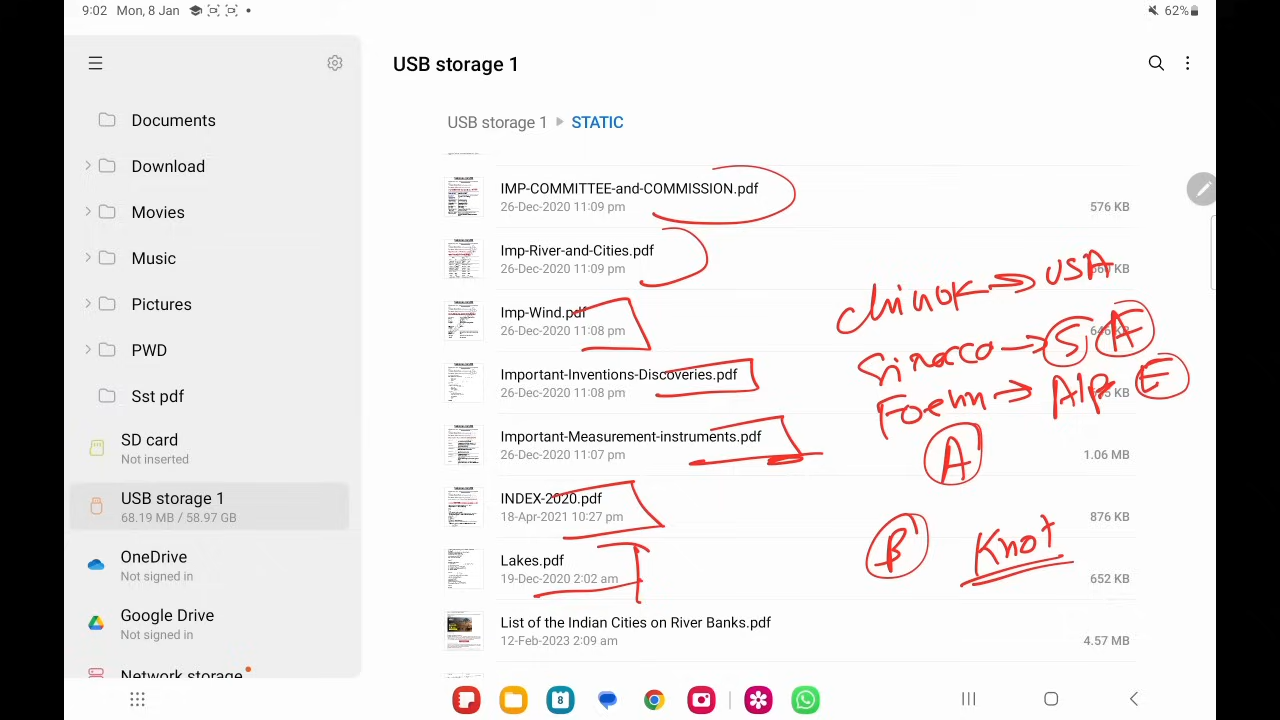 9:02 Mon, 8 Jan
62%
USB storage 1
Documents
Download
Movies
Music
Pictures
PWD
Sst pdf
SD card
Not inserted
USB storage 1
68.19 MB
OneDrive
Not signed in
Google Drive
Not signed in
Network storage
USB storage 1 STATIC
IMP-COMMITTEE-and-COMMISSION.pdf
26-Dec-2020 11:09 pm
576 KB
Imp-River-and-Cities.pdf
26-Dec-2020 11:09 pm
KB
Imp-Wind.pdf
26-Dec-2020 11:08 pm
KB
Important-Inventions-Discoveries.pdf
26-Dec-2020 11:08 pm
KB
Important-Measurement-instruments.pdf
26-Dec-2020 11:07 pm
1.06 MB
INDEX-2020.pdf
18-Apr-2021 10:27 pm
876 KB
Lakes.pdf
19-Dec-2020 2:02 am
652 KB
List of the Indian Cities on River Banks.pdf
12-Feb-2023 2:09 am
4.57 MB
chinok → USA
Sirocco → S A
Foehn → Alp E
A
B Knot
8